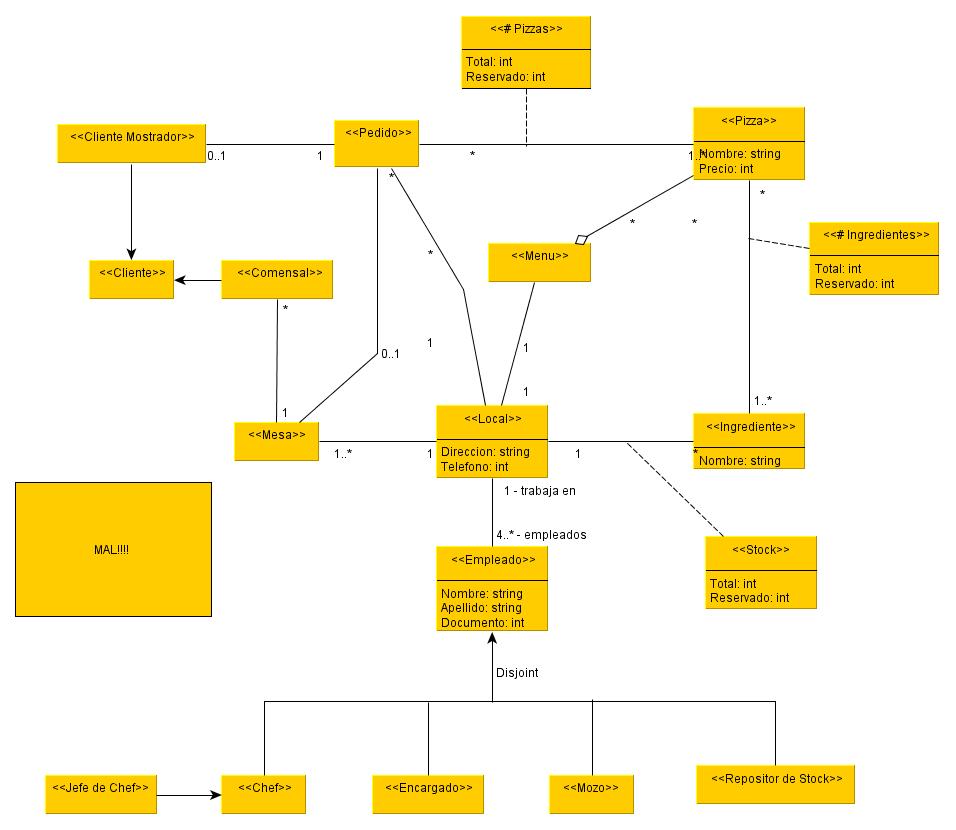 <<# Pizzas>>
Total: int
Reservado: int
<<Cliente Mostrador>>
0..1
1
<<Pedido>>
*
*
1..*
<<Pizza>>
Nombre: string
Precio: int
*
*
*
*
<<# Ingredientes>>
Total: int
Reservado: int
<<Menu>>
<<Cliente>>
<<Comensal>>
*
0..1
1
1
1
1
1..*
<<Mesa>>
1..*
1
<<Local>>
Direccion: string
Telefono: int
1
*
<<Ingrediente>>
Nombre: string
1 - trabaja en
4..* - empleados
<<Empleado>>
Nombre: string
Apellido: string
Documento: int
<<Stock>>
Total: int
Reservado: int
MAL!!!!
Disjoint
<<Jefe de Chef>>
<<Chef>>
<<Encargado>>
<<Mozo>>
<<Repositor de Stock>>